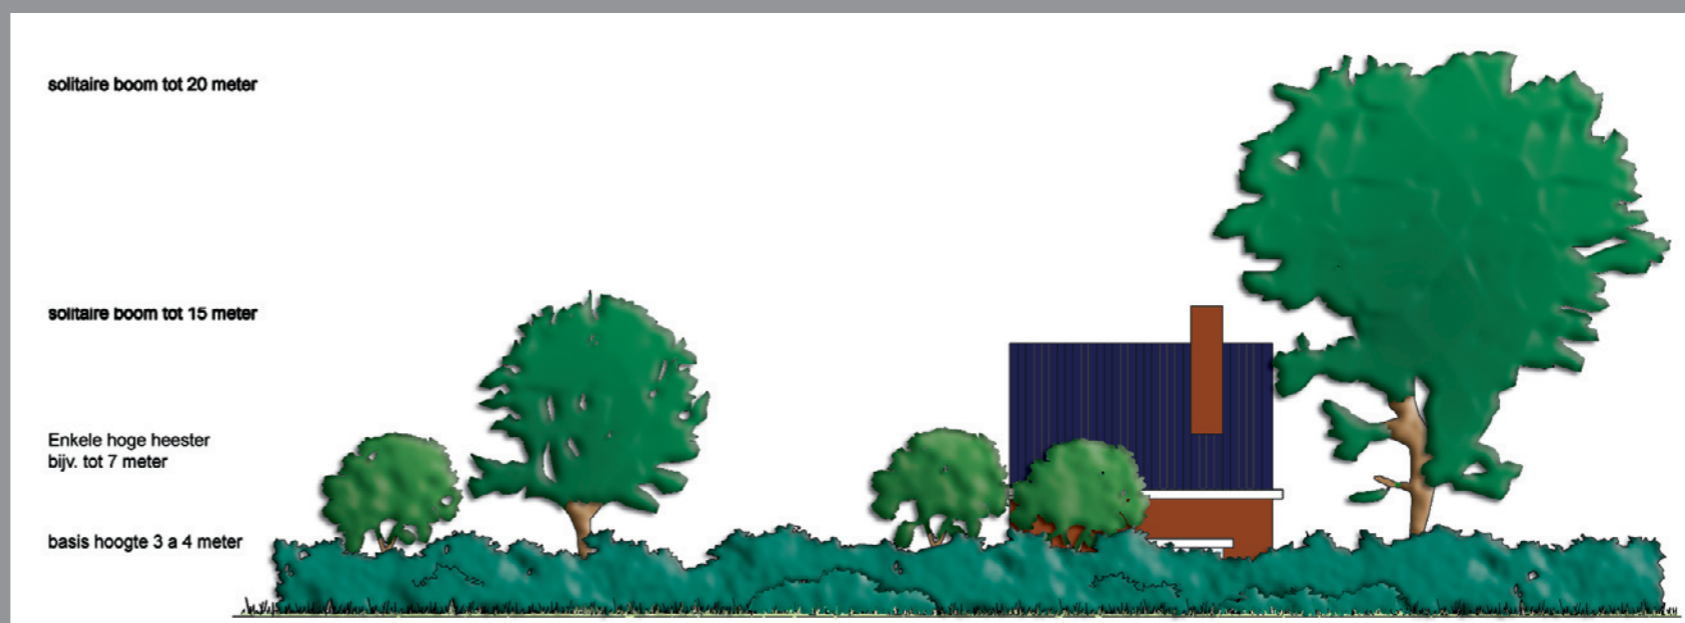 solitaire boom tot 20 meter
solitaire boom tot 15 meter
Enkele hoge heester
bijv. tot 7 meter
basis hoogte 3 a 4 meter